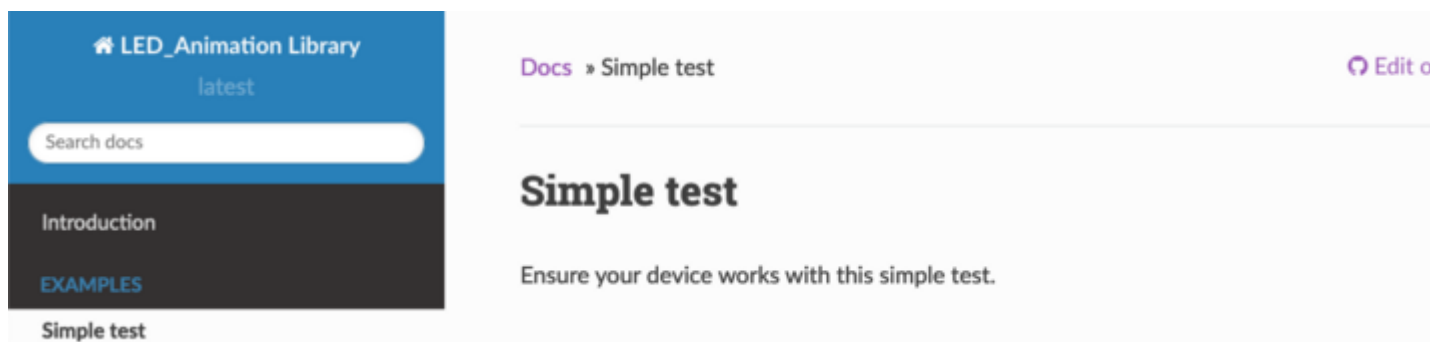 LED_Animation Library
latest
Search docs
Introduction
EXAMPLES
Simple test
Docs » Simple test
Edit
Simple test
Ensure your device works with this simple test.